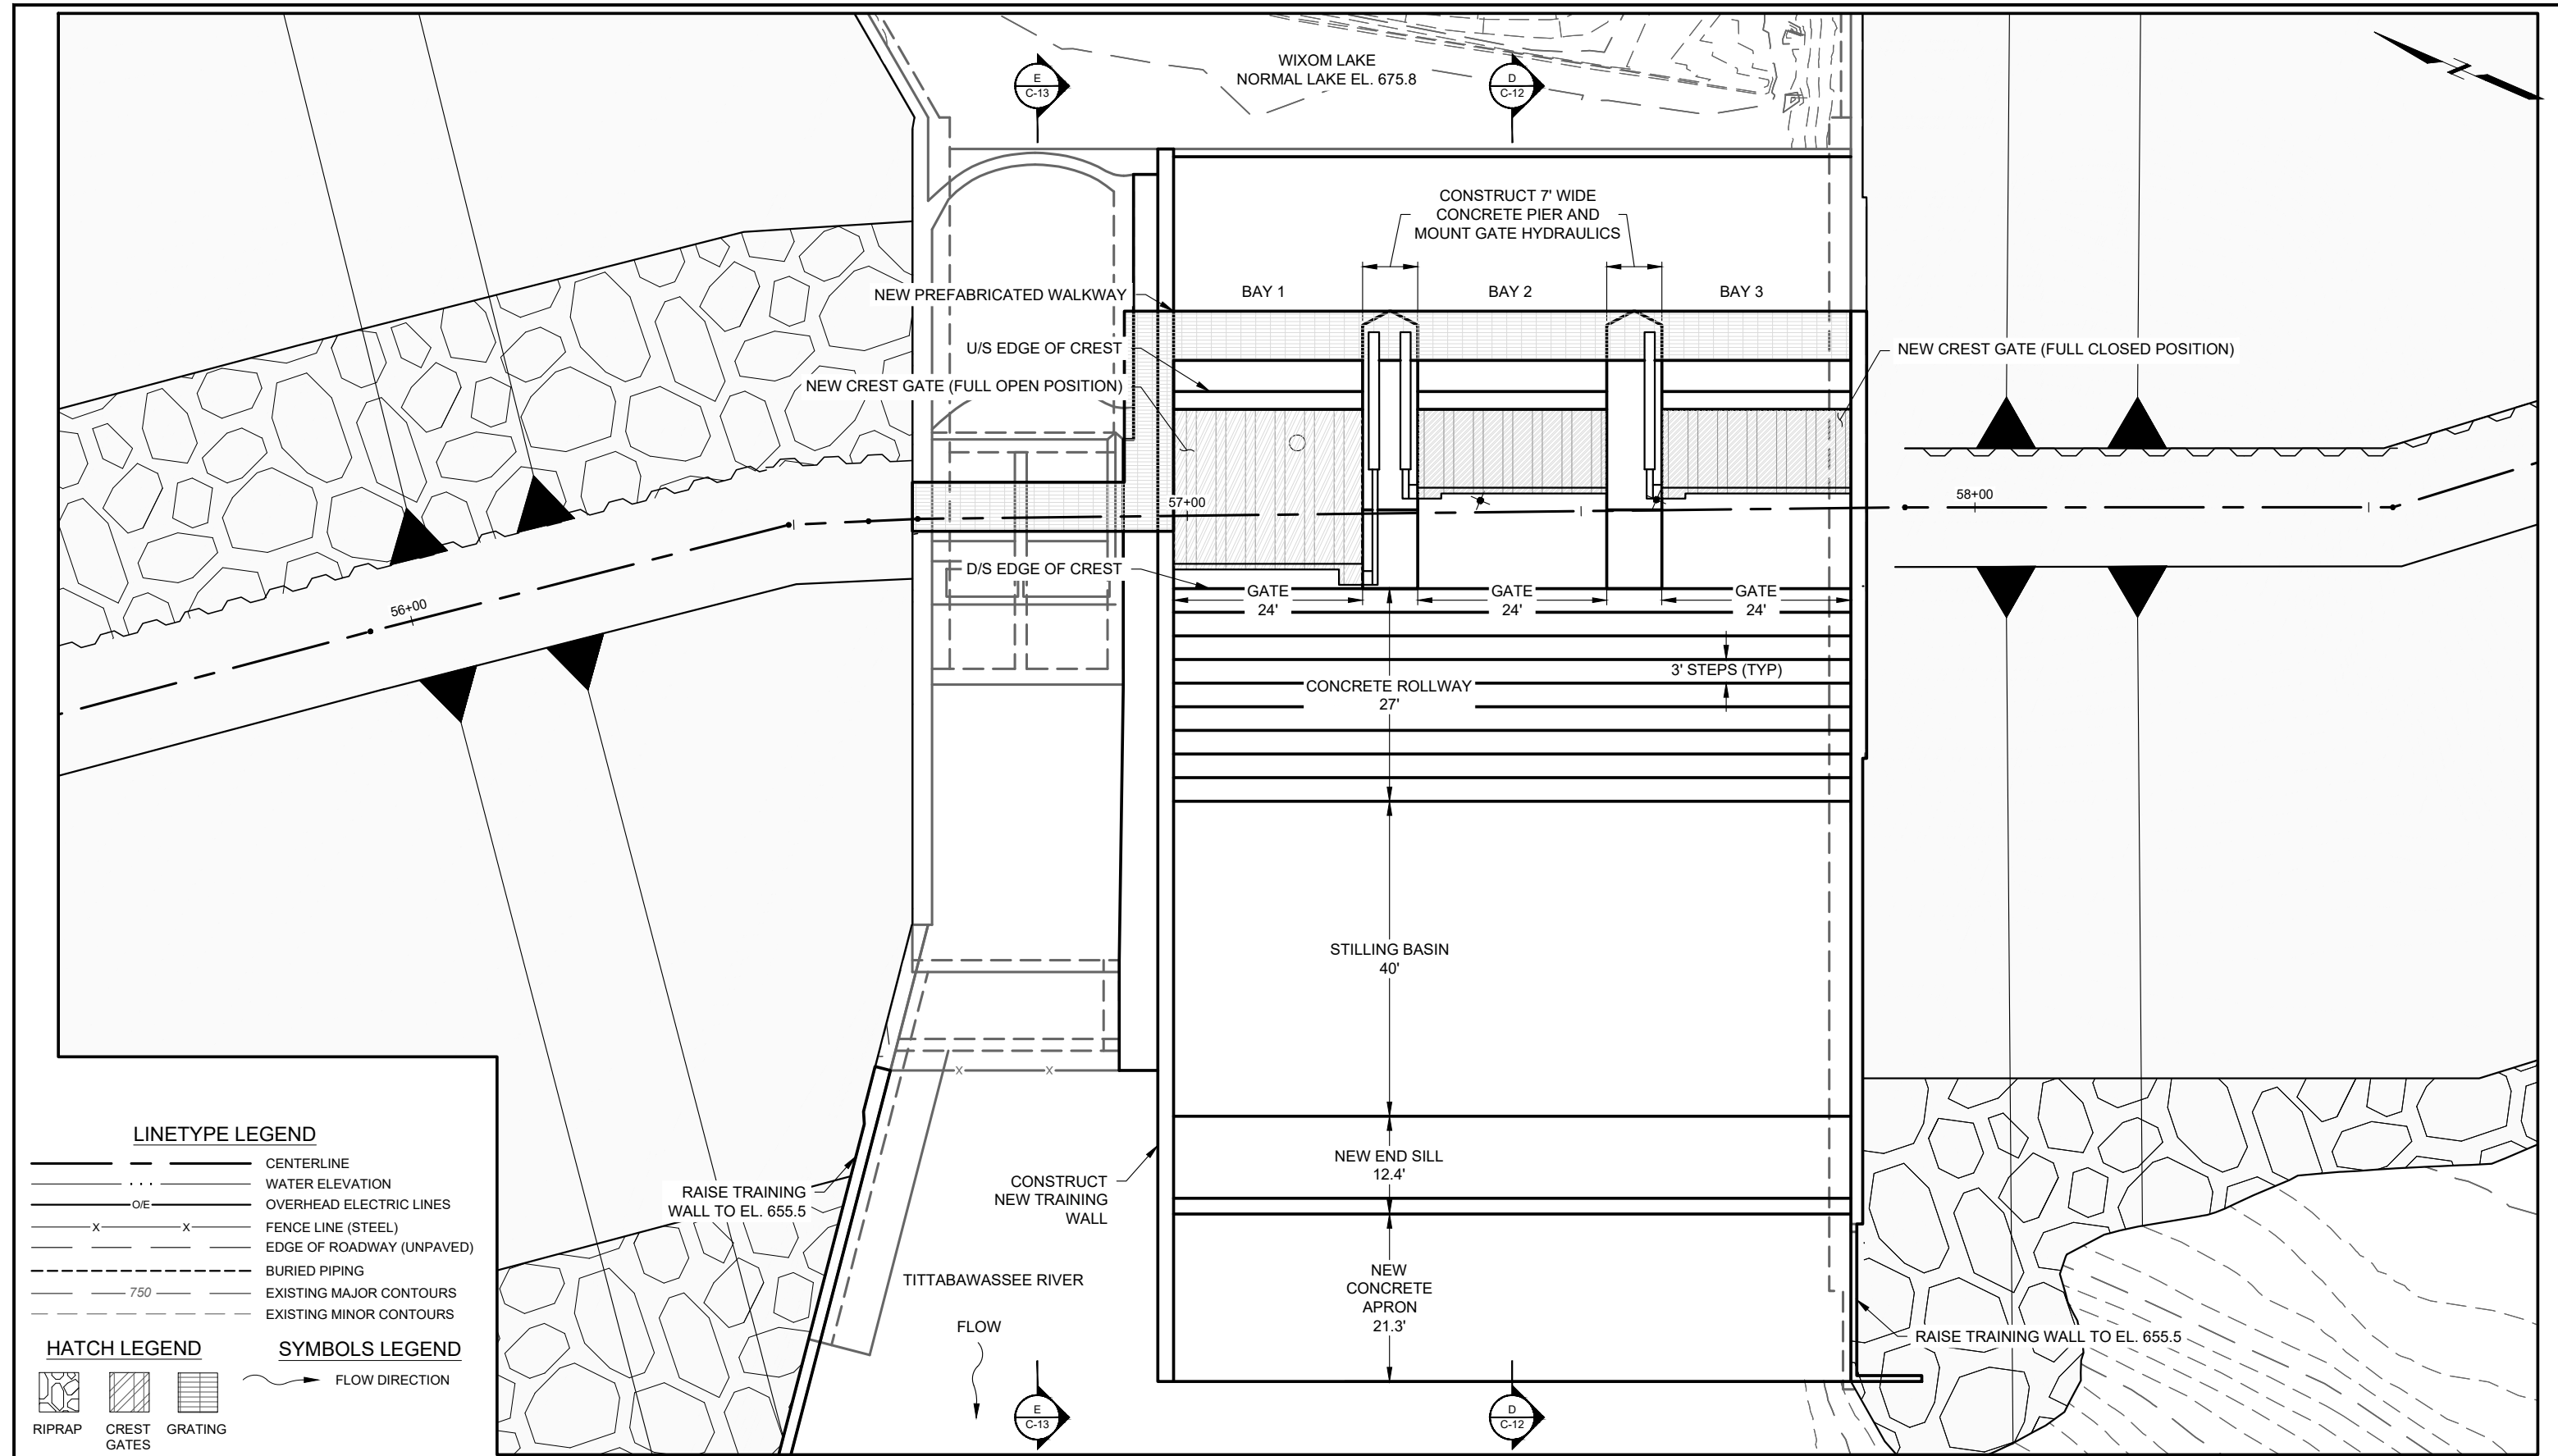 WIXOM LAKE
NORMAL LAKE EL. 675.8
E
C-13
D
C-12
N
CONSTRUCT 7' WIDE
CONCRETE PIER AND
MOUNT GATE HYDRAULICS
NEW PREFABRICATED WALKWAY
BAY 1
BAY 2
BAY 3
U/S EDGE OF CREST
NEW CREST GATE (FULL CLOSED POSITION)
NEW CREST GATE (FULL OPEN POSITION)
57+00
58+00
D/S EDGE OF CREST
56+00
GATE
24'
GATE
24'
GATE
24'
3' STEPS (TYP)
CONCRETE ROLLWAY
27'
STILLING BASIN
40'
X
X
NEW END SILL
12.4'
CONSTRUCT
NEW TRAINING
WALL
RAISE TRAINING
WALL TO EL. 655.5
TITTABAWASSEE RIVER
FLOW
NEW
CONCRETE
APRON
21.3'
RAISE TRAINING WALL TO EL. 655.5
E
C-13
D
C-12
LINETYPE LEGEND
CENTERLINE
WATER ELEVATION
O/E OVERHEAD ELECTRIC LINES
X X FENCE LINE (STEEL)
EDGE OF ROADWAY (UNPAVED)
BURIED PIPING
750 EXISTING MAJOR CONTOURS
EXISTING MINOR CONTOURS
HATCH LEGEND
RIPRAP
CREST
GATES
GRATING
SYMBOLS LEGEND
FLOW DIRECTION